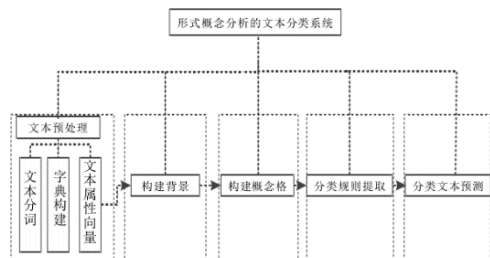 形式概念分析的文本分类系统
文本预处理
文本分词
字典构建
文本属性向量
构建背景
构建概念格
分类规则提取
分类文本预测